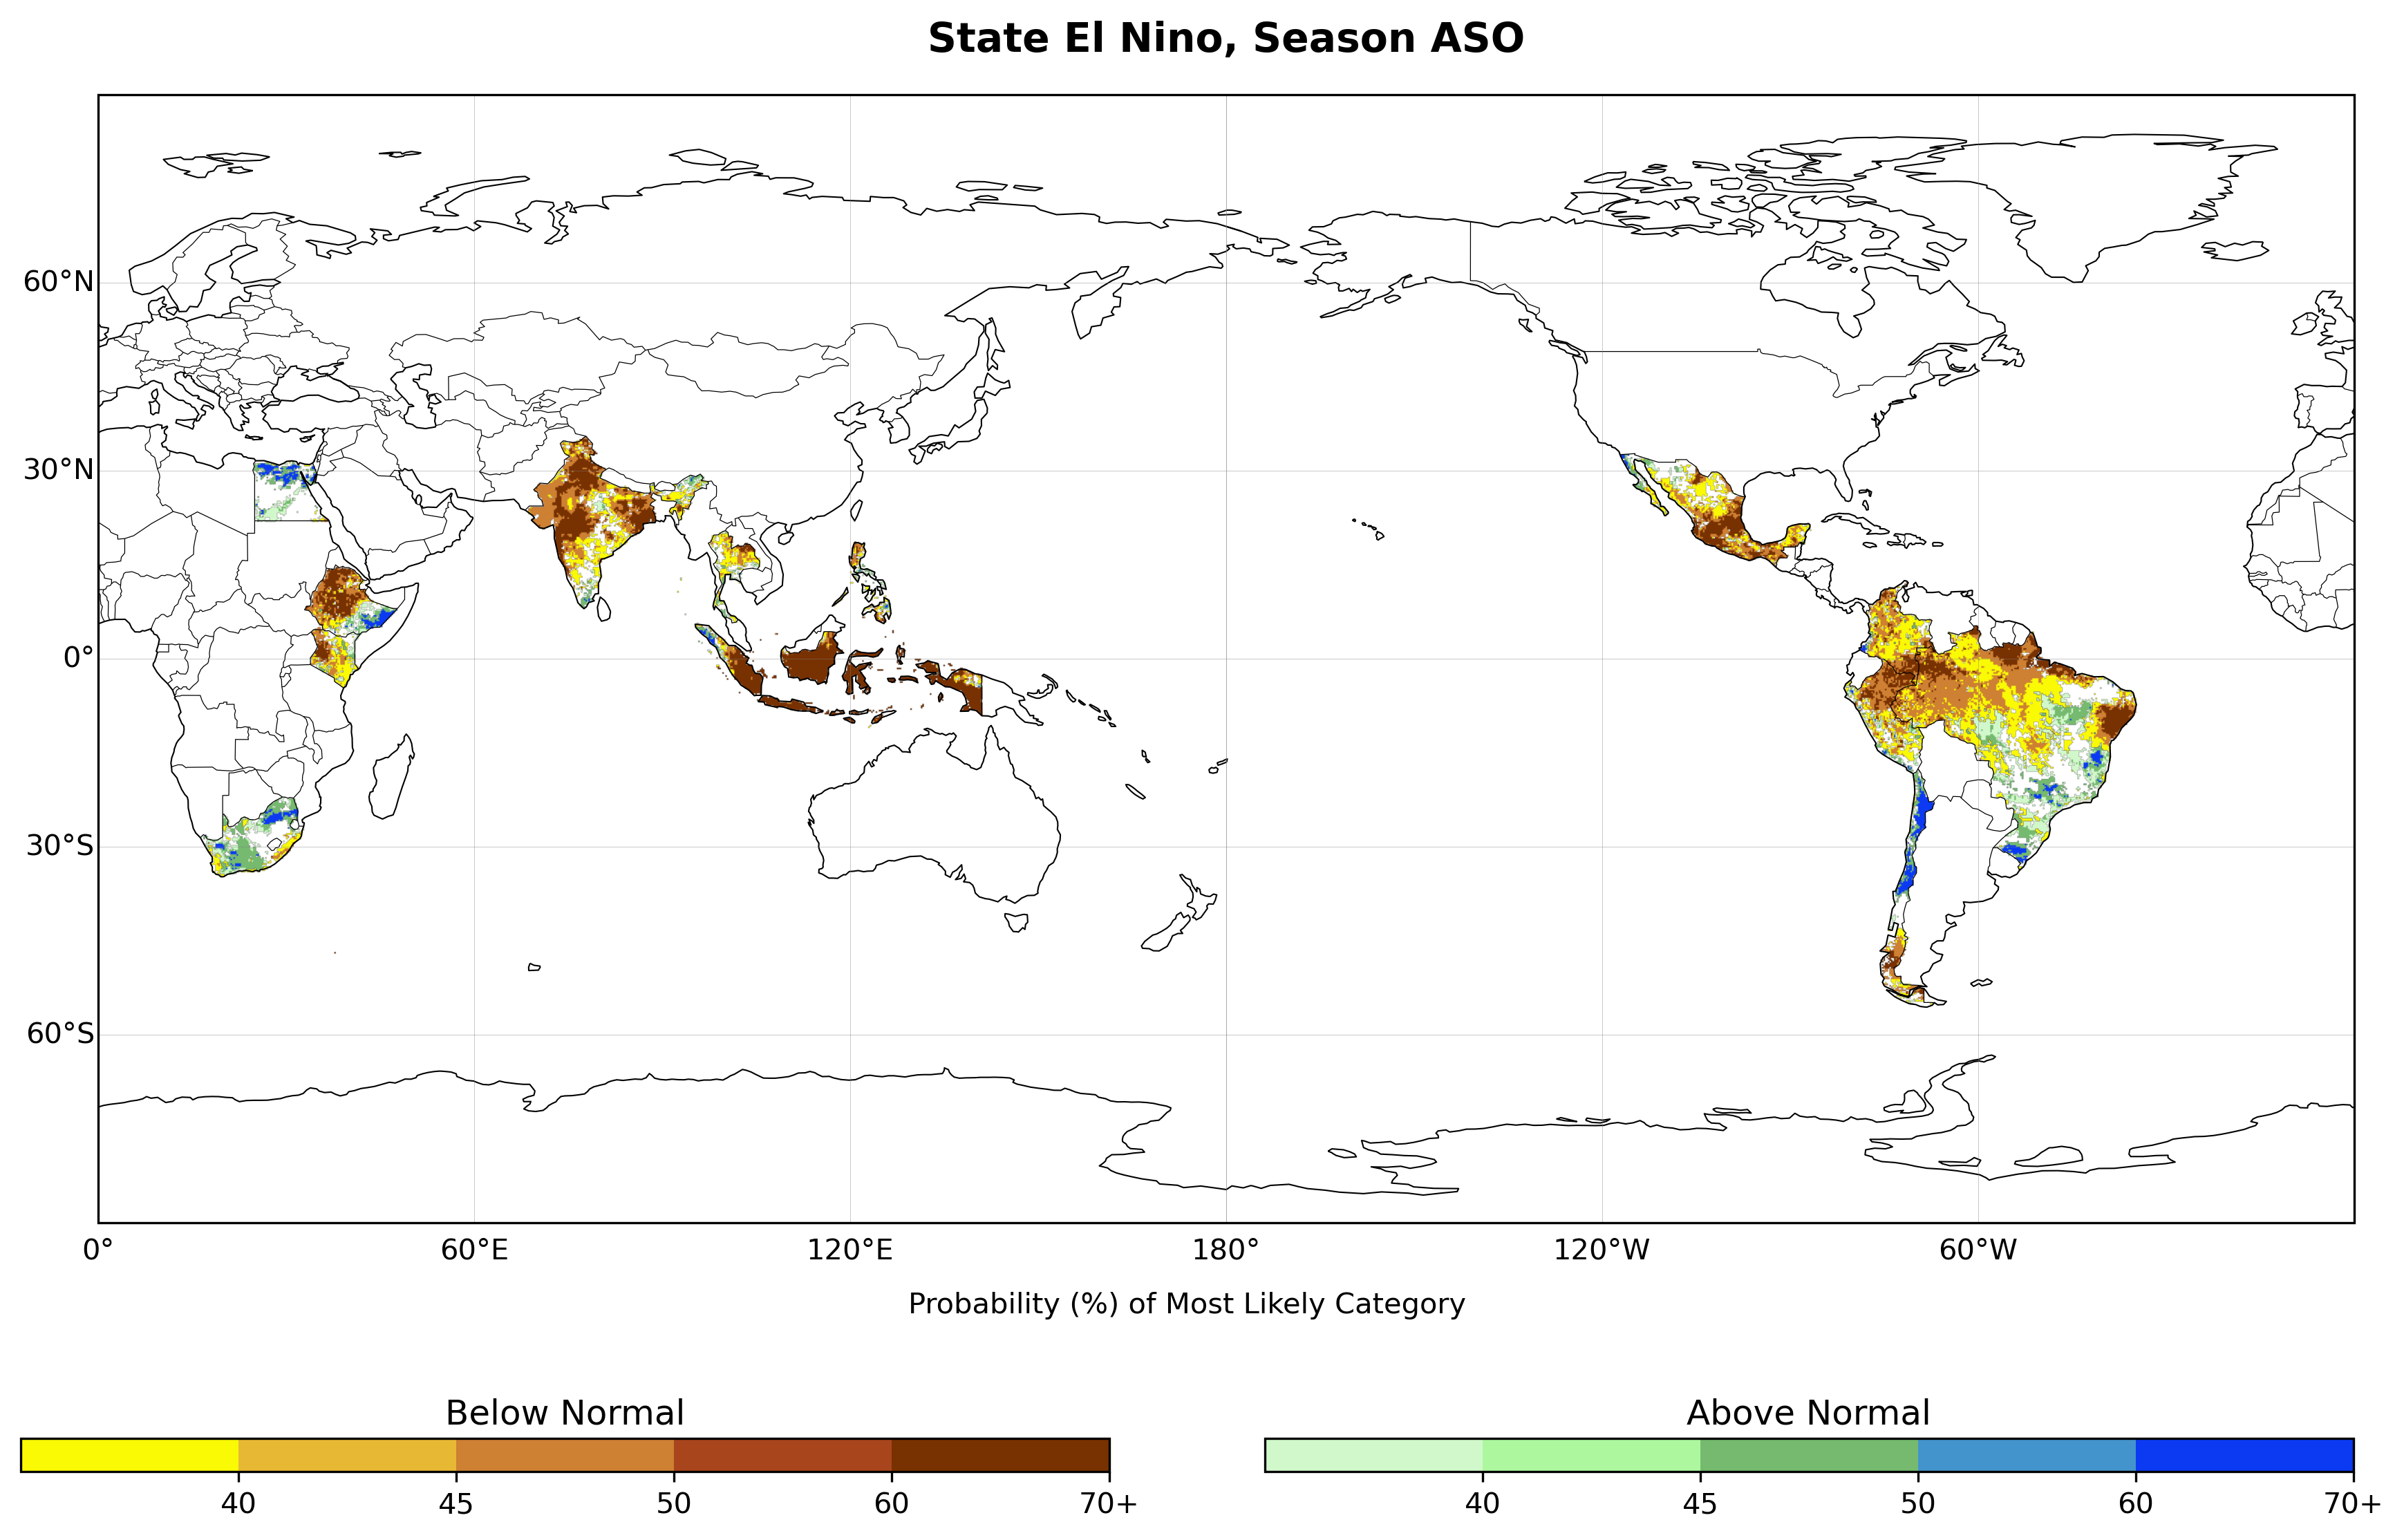 State El Nino, Season ASO
60°N
30°N
0°
30°S
60°S
0°
60°E
120°E
180°
120°W
60°W
Probability (%) of Most Likely Category
Below Normal
40
45
50
60
70+
Above Normal
40
45
50
60
70+